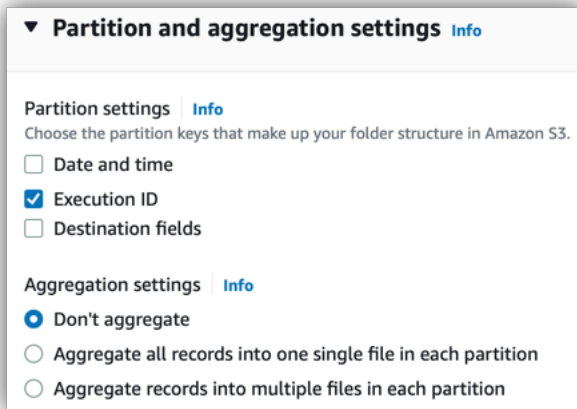 Partition and aggregation settings Info
Partition settings Info
Choose the partition keys that make up your folder structure in Amazon S3.
Date and time
Execution ID
Destination fields
Aggregation settings Info
Don't aggregate
Aggregate all records into one single file in each partition
Aggregate records into multiple files in each partition